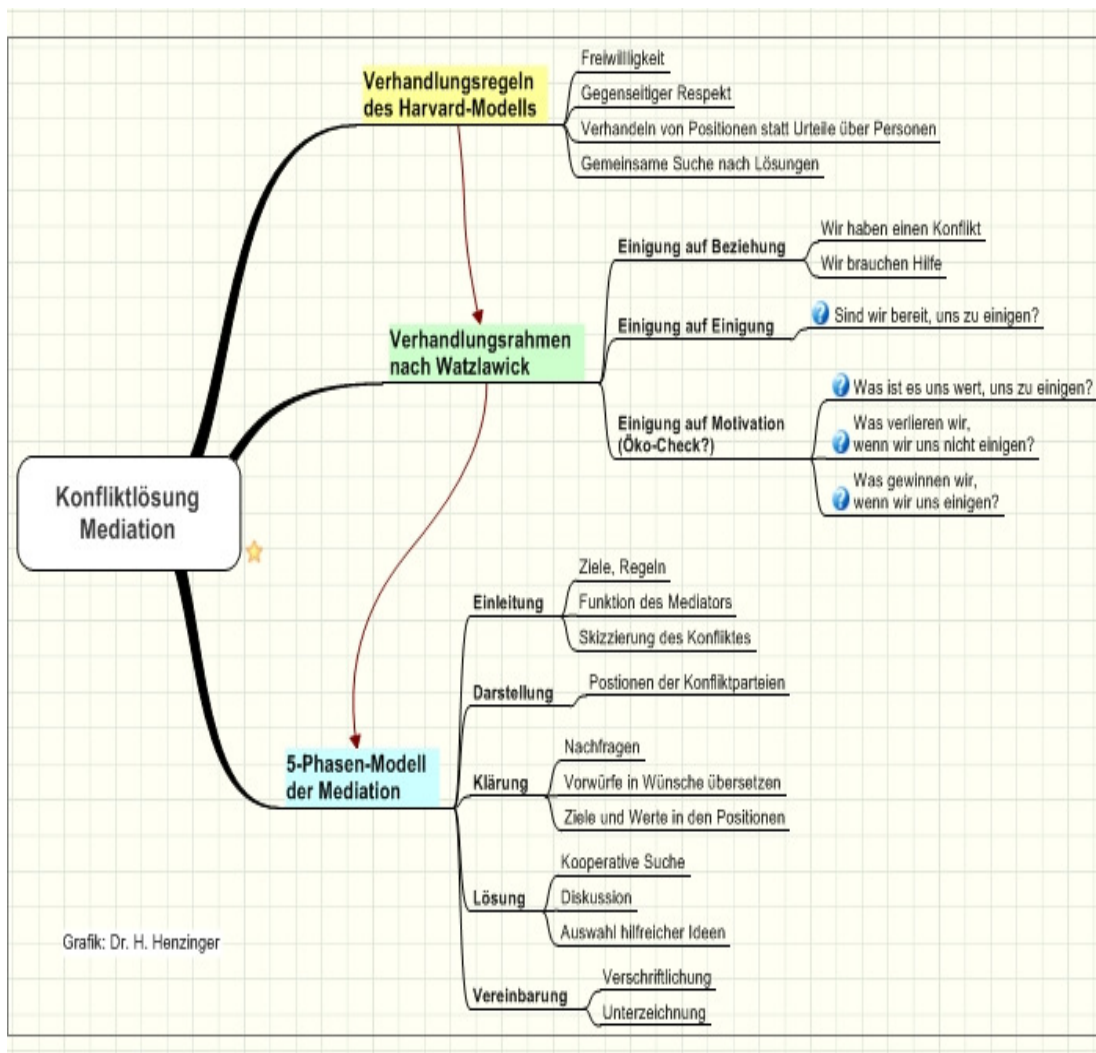 Verhandlungsregeln
des Harvard-Modells
Freiwillligkeit
Gegenseitiger Respekt
Verhandeln von Positionen statt Urteile über Personen
Gemeinsame Suche nach Lösungen
Verhandlungsrahmen
nach Watzlawick
Einigung auf Beziehung
Wir haben einen Konflikt
Wir brauchen Hilfe
Einigung auf Einigung
? Sind wir bereit, uns zu einigen?
Einigung auf Motivation
(Öko-Check?)
? Was ist es uns wert, uns zu einigen?
Was verlieren wir,
? wenn wir uns nicht einigen?
Was gewinnen wir,
? wenn wir uns einigen?
Konfliktlösung
Mediation
5-Phasen-Modell
der Mediation
Einleitung
Ziele, Regeln
Funktion des Mediators
Skizzierung des Konfliktes
Darstellung
Postionen der Konfliktparteien
Klärung
Nachfragen
Vorwürfe in Wünsche übersetzen
Ziele und Werte in den Positionen
Lösung
Kooperative Suche
Diskussion
Auswahl hilfreicher Ideen
Vereinbarung
Verschriftlichung
Unterzeichnung
Grafik: Dr. H. Henzinger